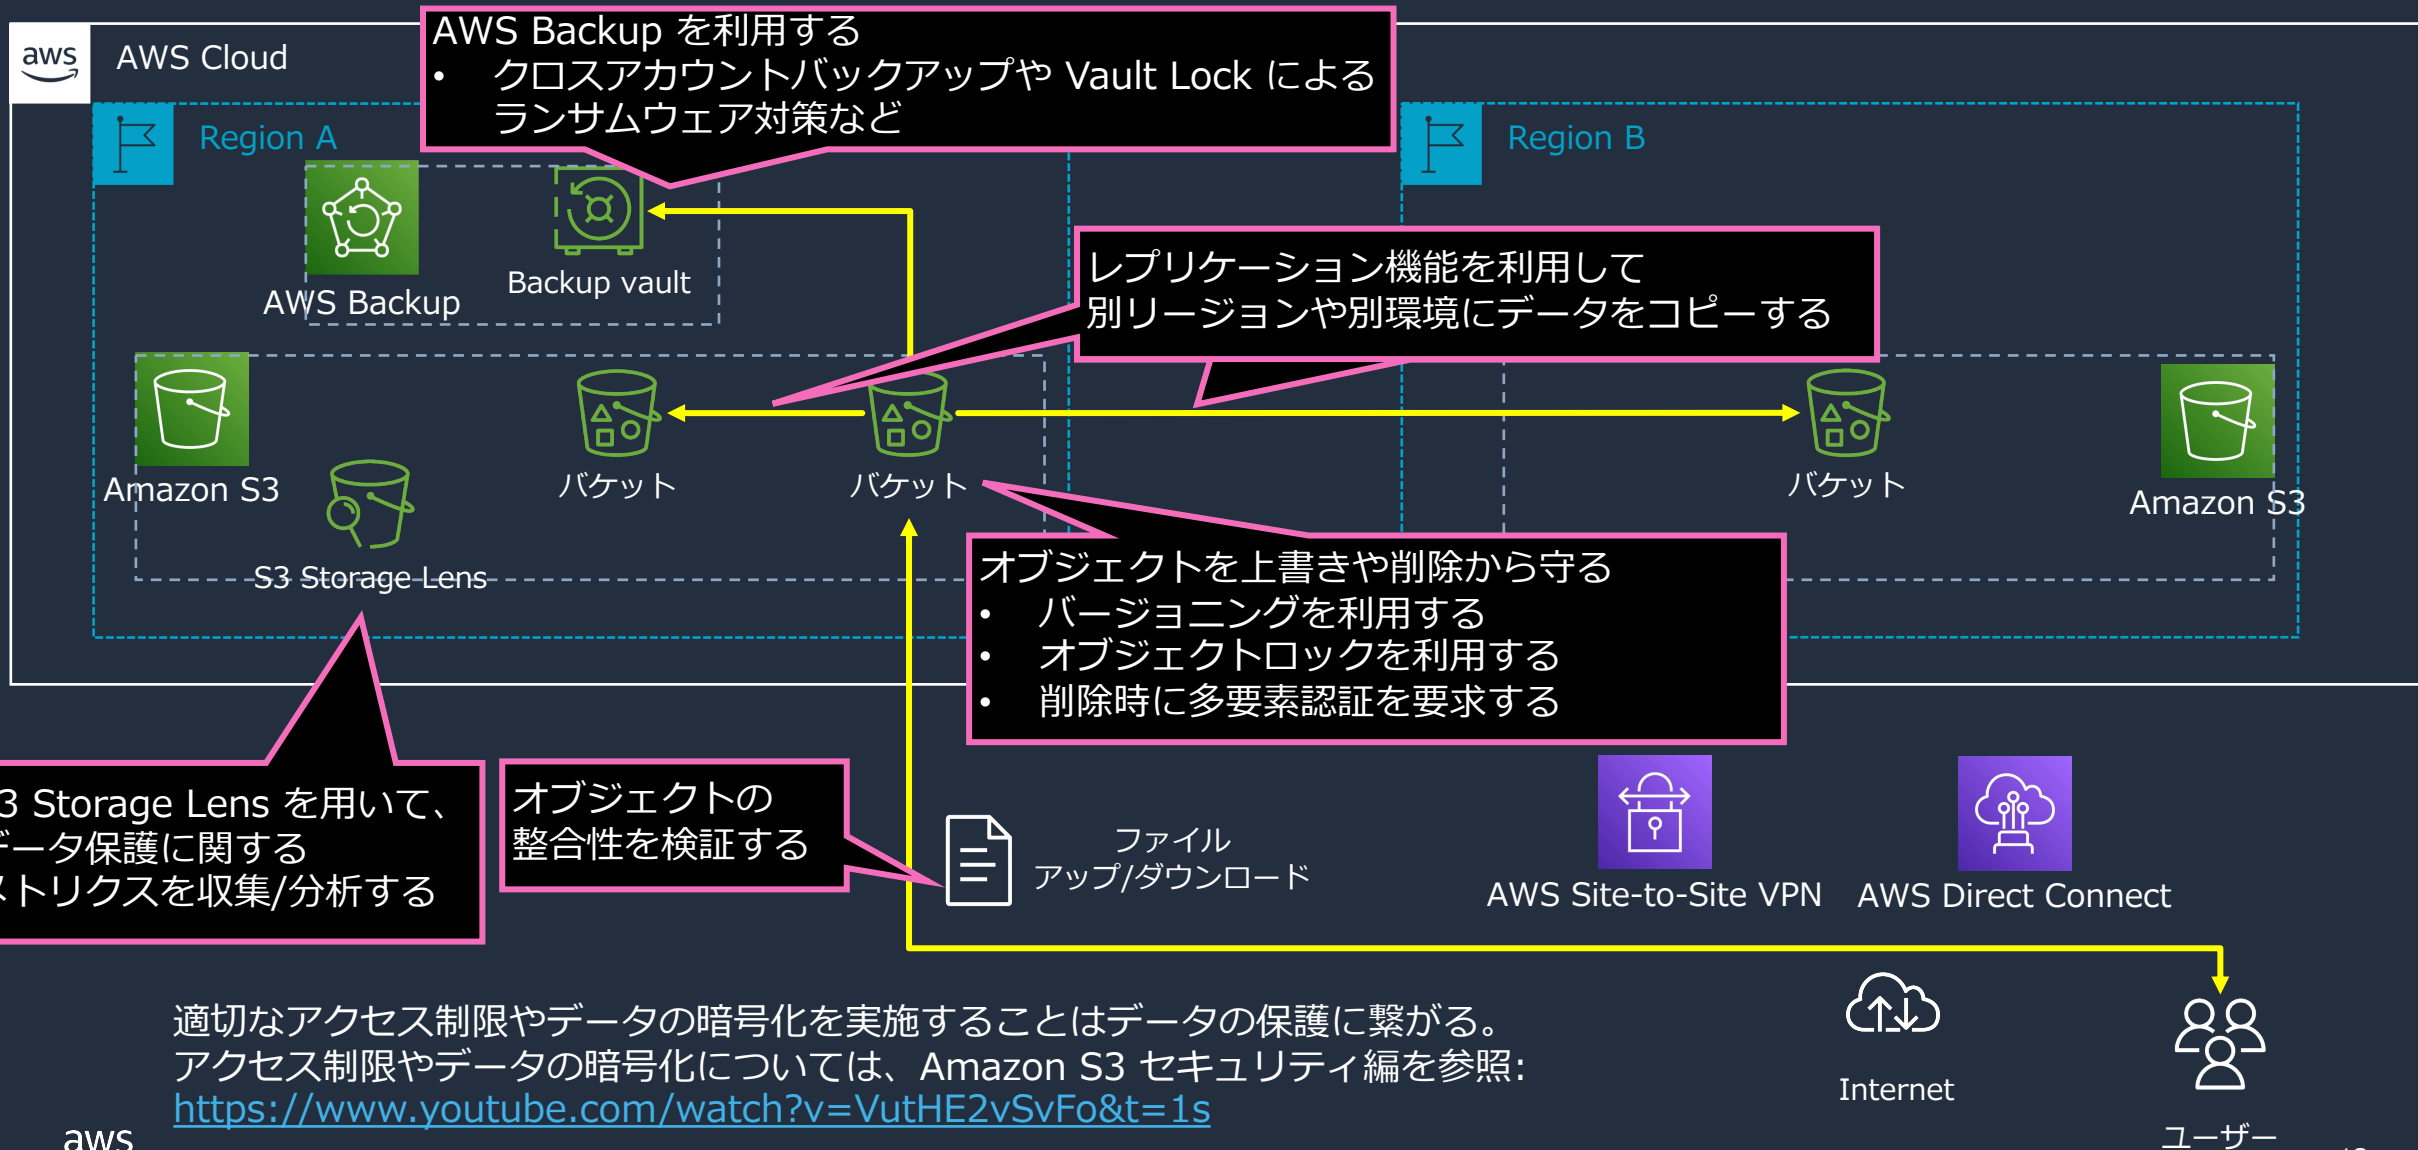 aws
AWS Cloud
AWS Backup を利用する
• クロスアカウントバックアップや Vault Lock による
ランサムウェア対策など
Region A
Region B
AWS Backup
Backup vault
レプリケーション機能を利用して
別リージョンや別環境にデータをコピーする
Amazon S3
S3 Storage Lens
バケット
バケット
バケット
Amazon S3
オブジェクトを上書きや削除から守る
• バージョニングを利用する
• オブジェクトロックを利用する
• 削除時に多要素認証を要求する
3 Storage Lens を用いて、
データ保護に関する
メトリクスを収集/分析する
オブジェクトの
整合性を検証する
ファイル
アップ/ダウンロード
AWS Site-to-Site VPN
AWS Direct Connect
適切なアクセス制限やデータの暗号化を実施することはデータの保護に繋がる。
アクセス制限やデータの暗号化については、Amazon S3 セキュリティ編を参照:
https://www.youtube.com/watch?v=VutHE2vSvFo&t=1s
Internet
ユーザー
aws